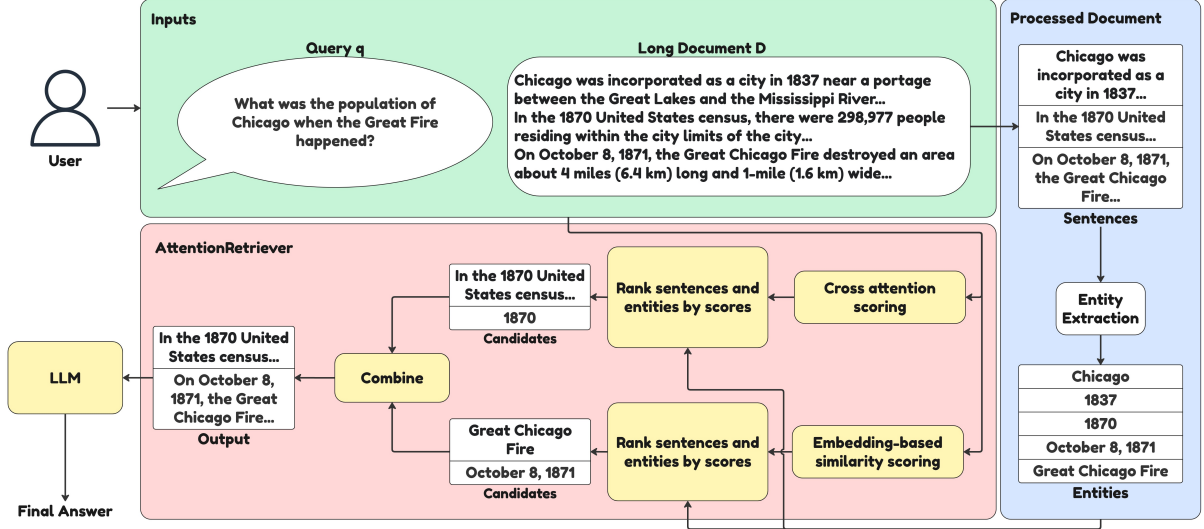 Inputs
Query q
What was the population of
Chicago when the Great Fire
happened?
Long Document D
Chicago was incorporated as a city in 1837 near a portage
between the Great Lakes and the Mississippi River...
In the 1870 United States census, there were 298,977 people
residing within the city limits of the city...
On October 8, 1871, the Great Chicago Fire destroyed an area
about 4 miles (6.4 km) long and 1-mile (1.6 km) wide...
User
Processed Document
Chicago was
incorporated as a
city in 1837...
In the 1870 United
States census...
On October 8, 1871,
the Great Chicago
Fire...
Sentences
Entity
Extraction
Chicago
1837
1870
October 8, 1871
Great Chicago Fire
Entities
AttentionRetriever
Cross attention
scoring
Rank sentences and
entities by scores
In the 1870 United
States census...
1870
Candidates
Embedding-based
similarity scoring
Rank sentences and
entities by scores
Great Chicago
Fire
October 8, 1871
Candidates
Combine
In the 1870 United
States census...
On October 8,
1871, the Great
Chicago Fire...
Output
LLM
Final Answer